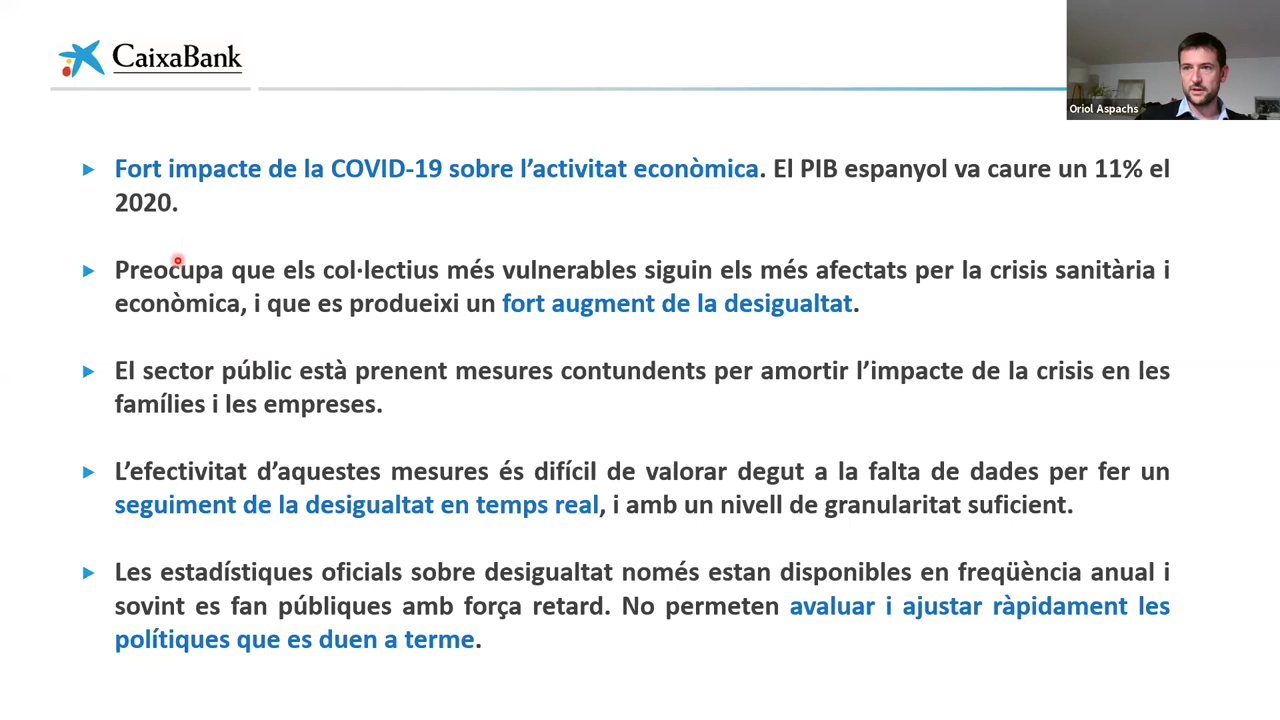 CaixaBank
Oriol Aspachs
Fort impacte de la COVID-19 sobre l’activitat econòmica. El PIB espanyol va caure un 11% el
2020.
Preocupa que els col·lectius més vulnerables siguin els més afectats per la crisis sanitària i
econòmica, i que es produeixi un fort augment de la desigualtat.
El sector públic està prenent mesures contundents per amortir l’impacte de la crisis en les
famílies i les empreses.
L’efectivitat d’aquestes mesures és difícil de valorar degut a la falta de dades per fer un
seguiment de la desigualtat en temps real, i amb un nivell de granularitat suficient.
Les estadístiques oficials sobre desigualtat només estan disponibles en freqüència anual i
sovint es fan públiques amb força retard. No permeten avaluar i ajustar ràpidament les
polítiques que es duen a terme.